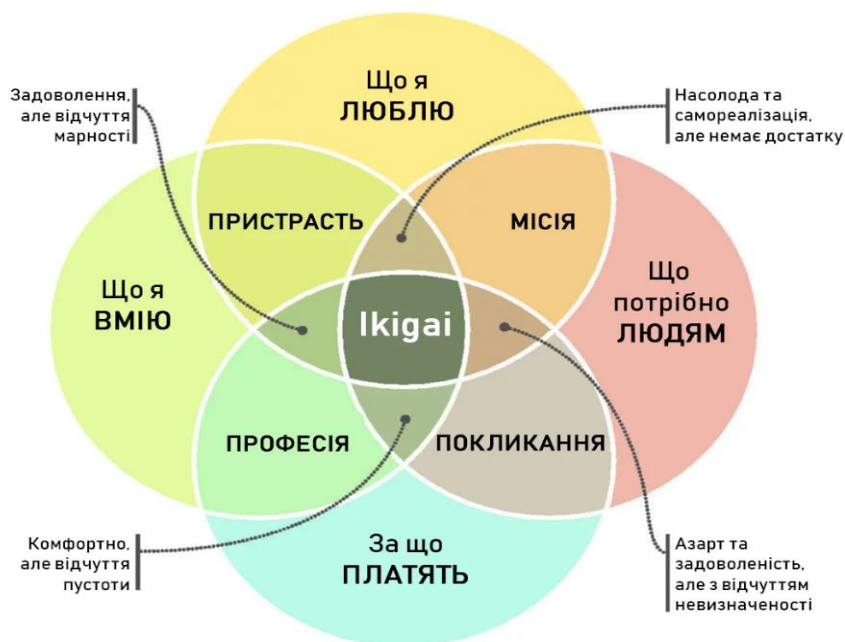 Що я
ЛЮБЛЮ
Задоволення,
але відчуття
марності
Насолода та
самореалізація,
але немає достатку
ПРИСТРАСТЬ
МІСІЯ
Що я
ВМІЮ
Ikigai
Що
потрібно
ЛЮДЯМ
ПРОФЕСІЯ
ПОКЛИКАННЯ
Комфортно,
але відчуття
пустоти
За що
ПЛАТЯТЬ
Азарт та
задоволеність,
але з відчуттям
невизначеності